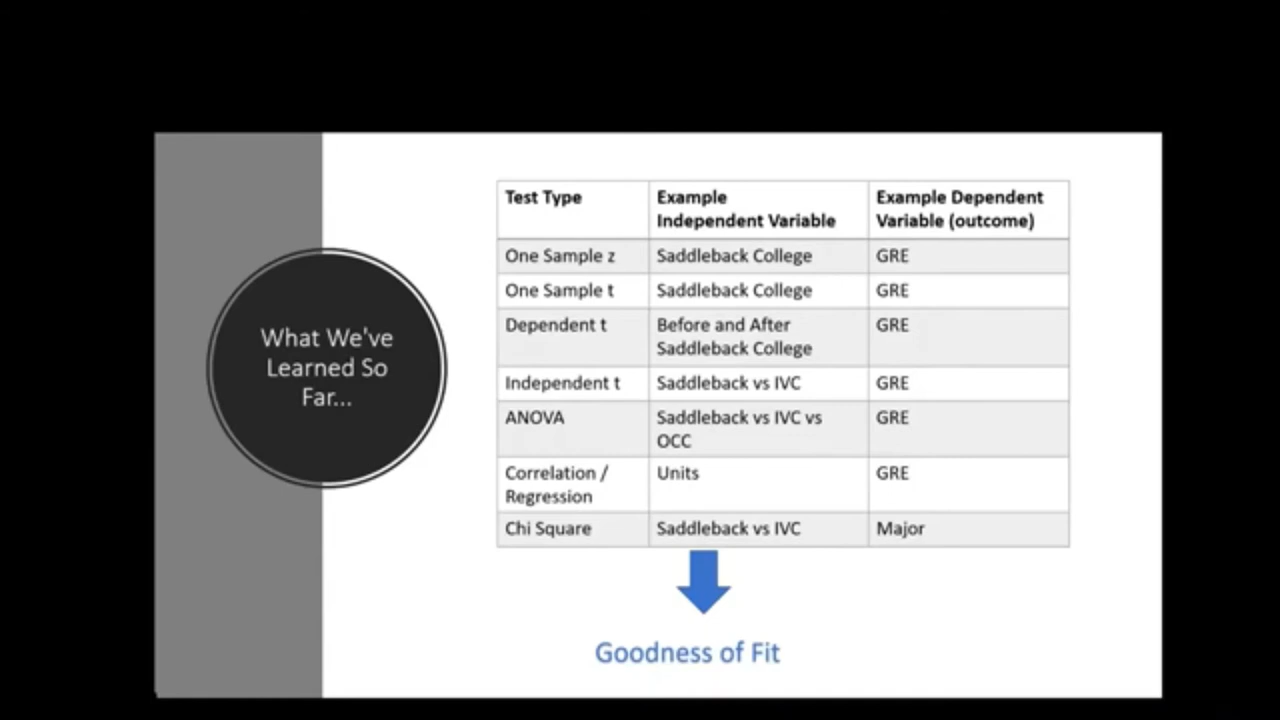 What We've
Learned So
Far...
Test Type
Example
Independent Variable
Example Dependent
Variable (outcome)
One Sample z
Saddleback College
GRE
One Sample t
Saddleback College
GRE
Dependent t
Before and After
Saddleback College
GRE
Independent t
Saddleback vs IVC
GRE
ANOVA
Saddleback vs IVC vs
OCC
GRE
Correlation /
Regression
Units
GRE
Chi Square
Saddleback vs IVC
Major
Goodness of Fit